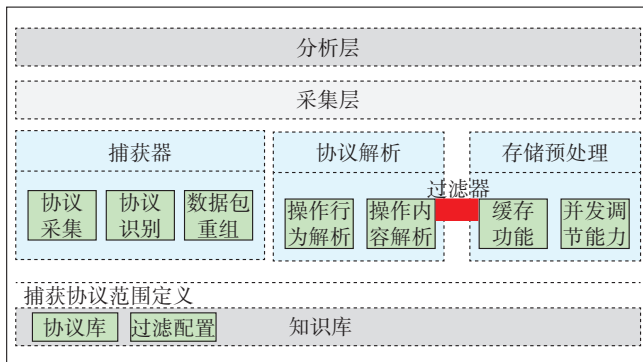 分析层
采集层
捕获器
协议
采集
协议
识别
数据包
重组
协议解析
操作行
为解析
操作内
容解析
过滤器
存储预处理
缓存
功能
并发调
节能力
捕获协议范围定义
协议库
过滤配置
知识库